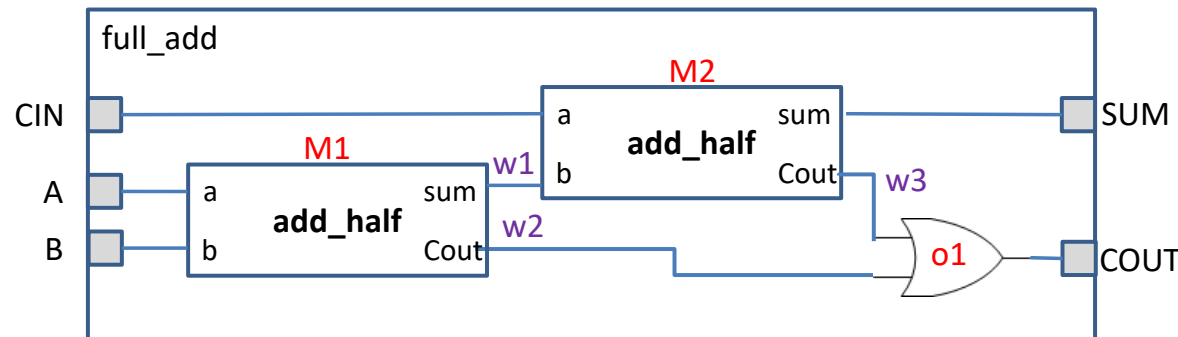 full_add
M2
CIN
a
sum
SUM
add_half
M1
w1
b
Cout
w3
A
a
sum
add_half
w2
B
b
Cout
o1
COUT